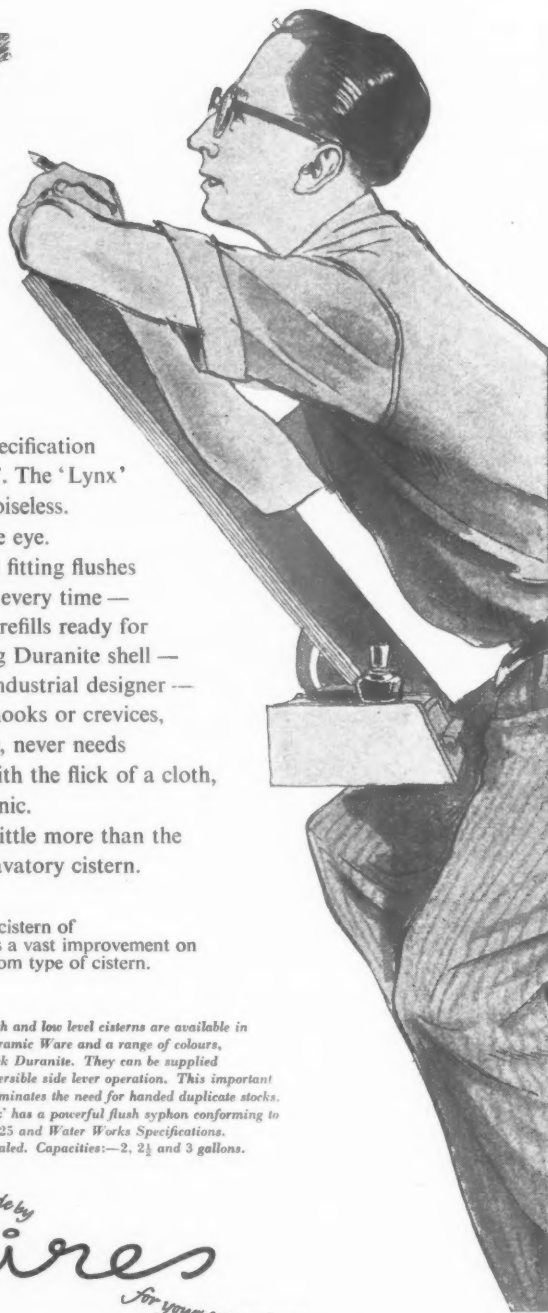 ecification
’. The ‘Lynx’
oiseless.
e eye.
fitting flushes
every time —
refills ready for
g Duranite shell —
ndustrial designer —
nooks or crevices,
, never needs
ith the flick of a cloth,
nic.
ittle more than the
avatory cistern.
cistern of
s a vast improvement on
om type of cistern.
h and low level cisterns are available in
ramic Ware and a range of colours,
k Duranite. They can be supplied
ersible side lever operation. This important
minates the need for handed duplicate stocks.
x’ has a powerful flush syphon conforming to
25 and Water Works Specifications.
aled. Capacities:—2, 2½ and 3 gallons.
de by
ires
for your